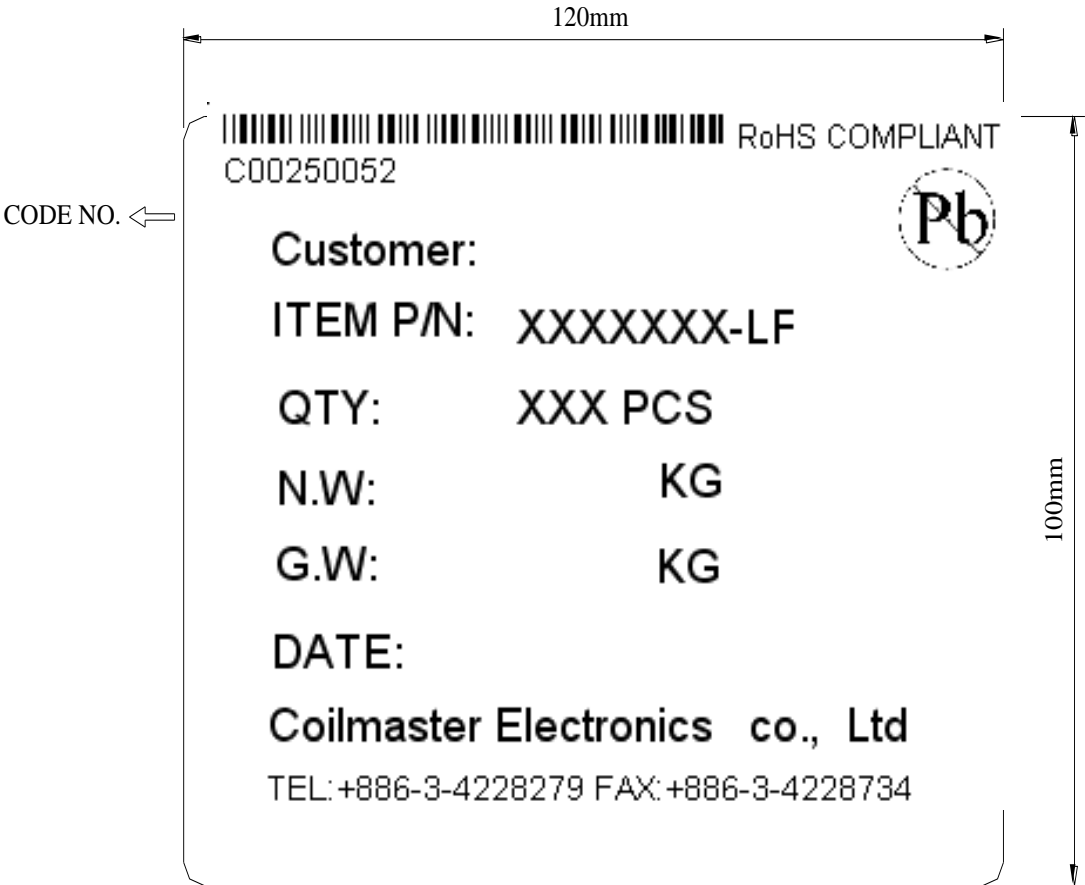 120mm
RoHS COMPLIANT
C00250052
Pb
CODE NO.
Customer:
ITEM P/N: XXXXXXX-LF
QTY: XXX PCS
N.W: KG
G.W: KG
100mm
DATE:
Coilmaster Electronics co., Ltd
TEL:+886-3-4228279 FAX:+886-3-4228734